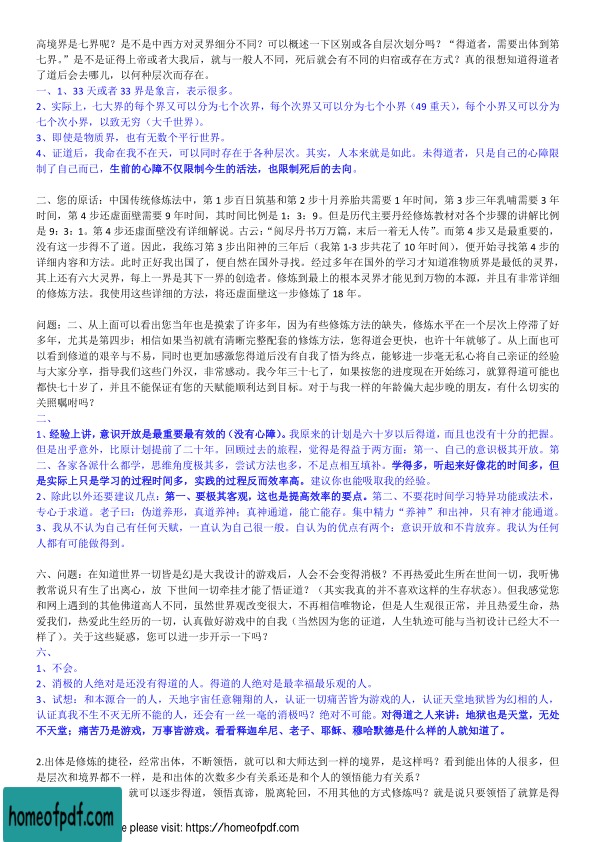 高境界是七界呢？是不是中西方对灵界细分不同？可以概述一下区别或各自层次划分吗？“得道者，需要出体到第
七界。”是不是证得上帝或者大我后，就与一般人不同，死后就会有不同的归宿或存在方式？真的很想知道得道者
了道后会去哪儿，以何种层次而存在。
一、1、33 天或者 33 界是象言，表示很多。
2、实际上，七大界的每个界又可以分为七个次界，每个次界又可以分为七个小界（49 重天），每个小界又可以分为
七个次小界，以致无穷（大千世界）。
3、即使是物质界，也有无数个平行世界。
4、证道后，我命在我不在天，可以同时存在于各种层次。其实，人本来就是如此。未得道者，只是自己的心障限
制了自己而已，生前的心障不仅限制今生的活法，也限制死后的去向。
二、您的原话：中国传统修炼法中，第 1 步百日筑基和第 2 步十月养胎共需要 1 年时间，第 3 步三年乳哺需要 3 年
时间，第 4 步还虚面壁需要 9 年时间，其时间比例是 1：3：9。但是历代主要丹经修炼教材对各个步骤的讲解比例
是 9：3：1。第 4 步还虚面壁没有详细解说。古云：“阅尽丹书万万篇，末后一着无人传”。而第 4 步又是最重要的，
没有这一步得不了道。因此，我练习第 3 步出阳神的三年后（我第 1-3 步共花了 10 年时间），便开始寻找第 4 步的
详细内容和方法。此时正好我出国了，便自然在国外寻找。经过多年在国外的学习才知道准物质界是最低的灵界，
其上还有六大灵界，每上一界是其下一界的创造者。修炼到最上的根本灵界才能见到万物的本源，并且有非常详细
的修炼方法。我使用这些详细的方法，将还虚面壁这一步修炼了 18 年。
问题：二、从上面可以看出您当年也是摸索了许多年，因为有些修炼方法的缺失，修炼水平在一个层次上停滞了好
多年，尤其是第四步；相信如果当初就有清晰完整配套的修炼方法，您得道会更快，也许十年就够了。从上面也可
以看到修道的艰辛与不易，同时也更加感激您得道后没有自我了悟为终点，能够进一步毫无私心将自己亲证的经验
与大家分享，指导我们这些门外汉，非常感动。我今年三十七了，如果按您的进度现在开始练习，就算得道可能也
都快七十岁了，并且不能保证有您的天赋能顺利达到目标。对于与我一样的年龄偏大起步晚的朋友，有什么切实的
关照嘱咐吗？
二、
1、经验上讲，意识开放是最重要最有效的（没有心障）。我原来的计划是六十岁以后得道，而且也没有十分的把握。
但是出乎意外，比原计划提前了二十年。回顾过去的旅程，觉得是得益于两方面：第一、自己的意识极其开放。第
二、各家各派什么都学，思维角度极其多，尝试方法也多，不足点相互填补。学得多，听起来好像花的时间多，但
是实际上只是学习的过程时间多，实践的过程反而效率高。建议你也能吸取我的经验。
2、除此以外还要建议几点：第一、要极其客观，这也是提高效率的要点。第二、不要花时间学习特异功能或法术，
专心于求道。老子曰：伪道养形，真道养神；真神通道，能亡能存。集中精力“养神”和出神，只有神才能通道。
3、我从不认为自己有任何天赋，一直认为自己很一般。自认为的优点有两个：意识开放和不肯放弃。我认为任何
人都有可能做得到。
六、问题：在知道世界一切皆是幻是大我设计的游戏后，人会不会变得消极？不再热爱此生所在世间一切，我听佛
教常说只有生了出离心，放 下世间一切牵挂才能了悟证道？（其实我真的并不喜欢这样的生存状态）。但我感觉您
和网上遇到的其他佛道高人不同，虽然世界观改变很大，不再相信唯物论，但是人生观很正常，并且热爱生命，热
爱我们，热爱此生经历的一切，认真做好游戏中的自我（当然因为您的证道，人生轨迹可能与当初设计已经大不一
样了）。关于这些疑惑，您可以进一步开示一下吗？
六、
1、不会。
2、消极的人绝对是还没有得道的人。得道的人绝对是最幸福最乐观的人。
3、试想：和本源合一的人，天地宇宙任意翱翔的人，认证一切痛苦皆为游戏的人，认证天堂地狱皆为幻相的人，
认证真我不生不灭无所不能的人，还会有一丝一毫的消极吗？绝对不可能。对得道之人来讲：地狱也是天堂，无处
不天堂；痛苦乃是游戏，万事皆游戏。看看释迦牟尼、老子、耶稣、穆哈默德是什么样的人就知道了。
2.出体是修炼的捷径，经常出体，不断领悟，就可以和大师达到一样的境界，是这样吗？看到能出体的人很多，但
是层次和境界都不一样，是和出体的次数多少有关系还是和个人的领悟能力有关系？
就可以逐步得道，领悟真谛，脱离轮回，不用其他的方式修炼吗？就是说只要领悟了就算是得
homeofpdf.com
e please visit: https://homeofpdf.com